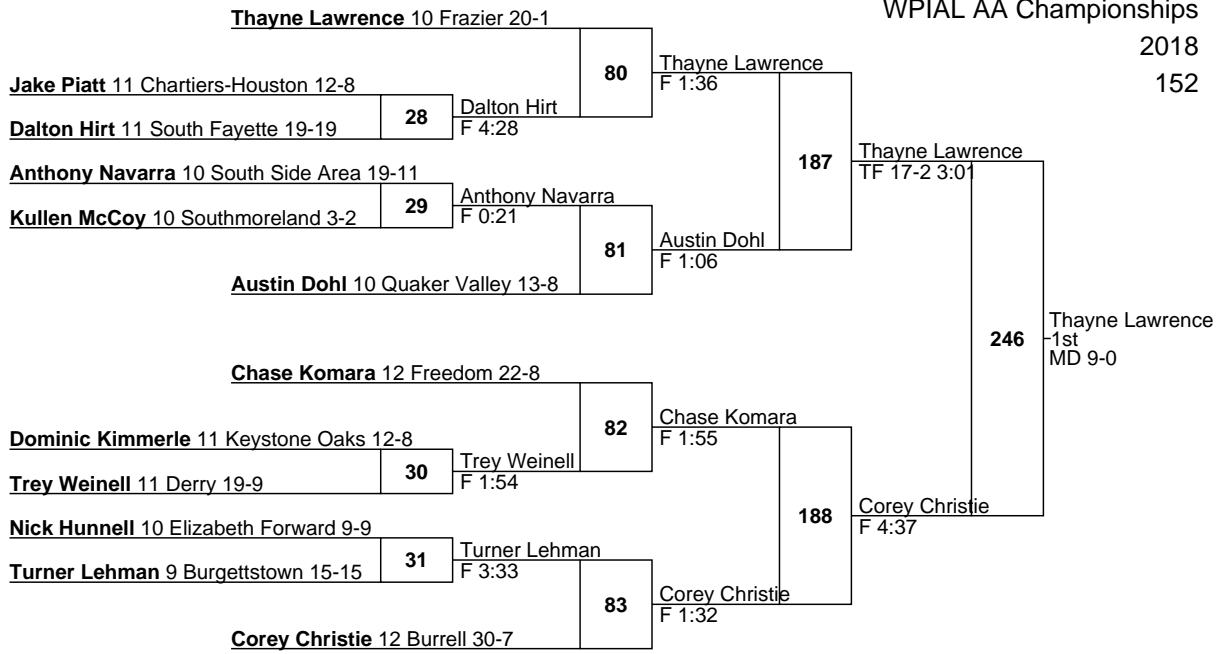 WPIAL AA Championships
2018
152
Thayne Lawrence 10 Frazier 20-1
80
Thayne Lawrence
F 1:36
Jake Piatt 11 Chartiers-Houston 12-8
28
Dalton Hirt
F 4:28
Dalton Hirt 11 South Fayette 19-19
187
Thayne Lawrence
TF 17-2 3:01
Anthony Navarra 10 South Side Area 19-11
29
Anthony Navarra
F 0:21
Kullen McCoy 10 Southmoreland 3-2
81
Austin Dohl
F 1:06
Austin Dohl 10 Quaker Valley 13-8
246
Thayne Lawrence
1st
MD 9-0
Chase Komara 12 Freedom 22-8
82
Chase Komara
F 1:55
Dominic Kimmerle 11 Keystone Oaks 12-8
30
Trey Weinell
F 1:54
Trey Weinell 11 Derry 19-9
188
Corey Christie
F 4:37
Nick Hunnell 10 Elizabeth Forward 9-9
31
Turner Lehman
F 3:33
Turner Lehman 9 Burgettstown 15-15
83
Corey Christie
F 1:32
Corey Christie 12 Burrell 30-7